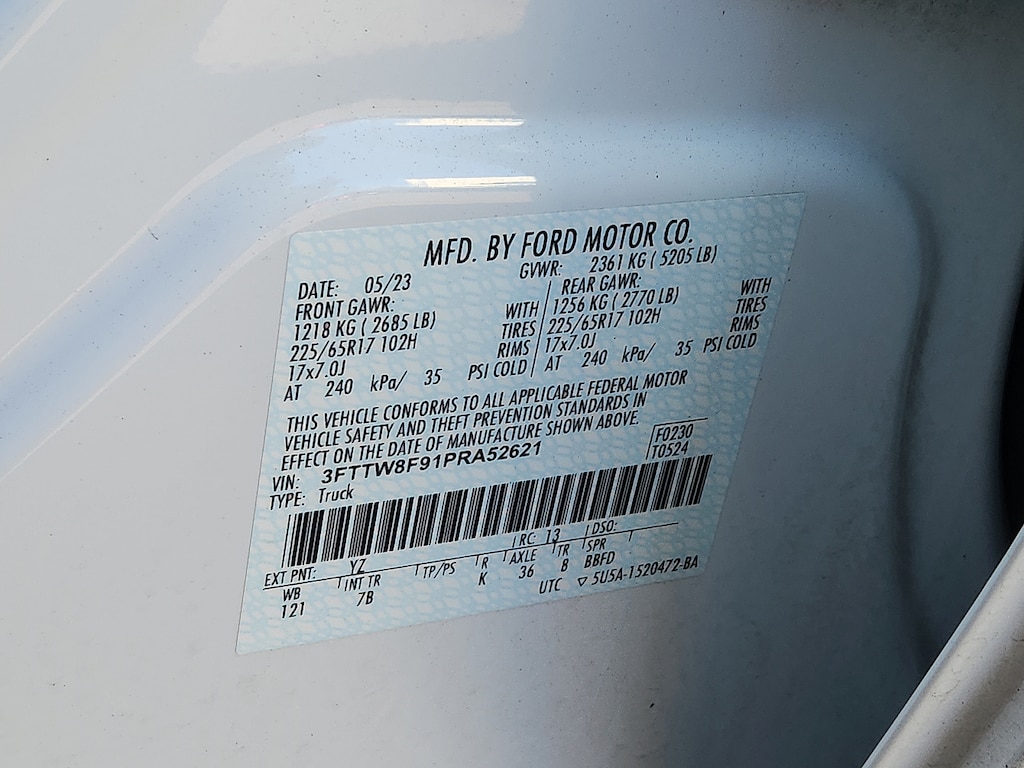 MFD. BY FORD MOTOR CO.
DATE: 05/23 GVWR: 2361 KG ( 5205 LB)
FRONT GAWR: REAR GAWR:
1218 KG ( 2685 LB) WITH 1256 KG ( 2770 LB) WITH
225/65R17 102H TIRES 225/65R17 102H TIRES
17x7.0J RIMS 17x7.0J RIMS
AT 240 kPa/ 35 PSI COLD AT 240 kPa/ 35 PSI COLD
THIS VEHICLE CONFORMS TO ALL APPLICABLE FEDERAL MOTOR
VEHICLE SAFETY AND THEFT PREVENTION STANDARDS IN
EFFECT ON THE DATE OF MANUFACTURE SHOWN ABOVE.
VIN: 3FTTW8F91PRA52621 F0230
TYPE: Truck T0524
EXT PNT: YZ RC: 13 DSO:
WB INT TR TP/PS R AXLE TR SPR
121 7B K 36 8 BBFD
UTC ▽ 5U5A-1520472-BA